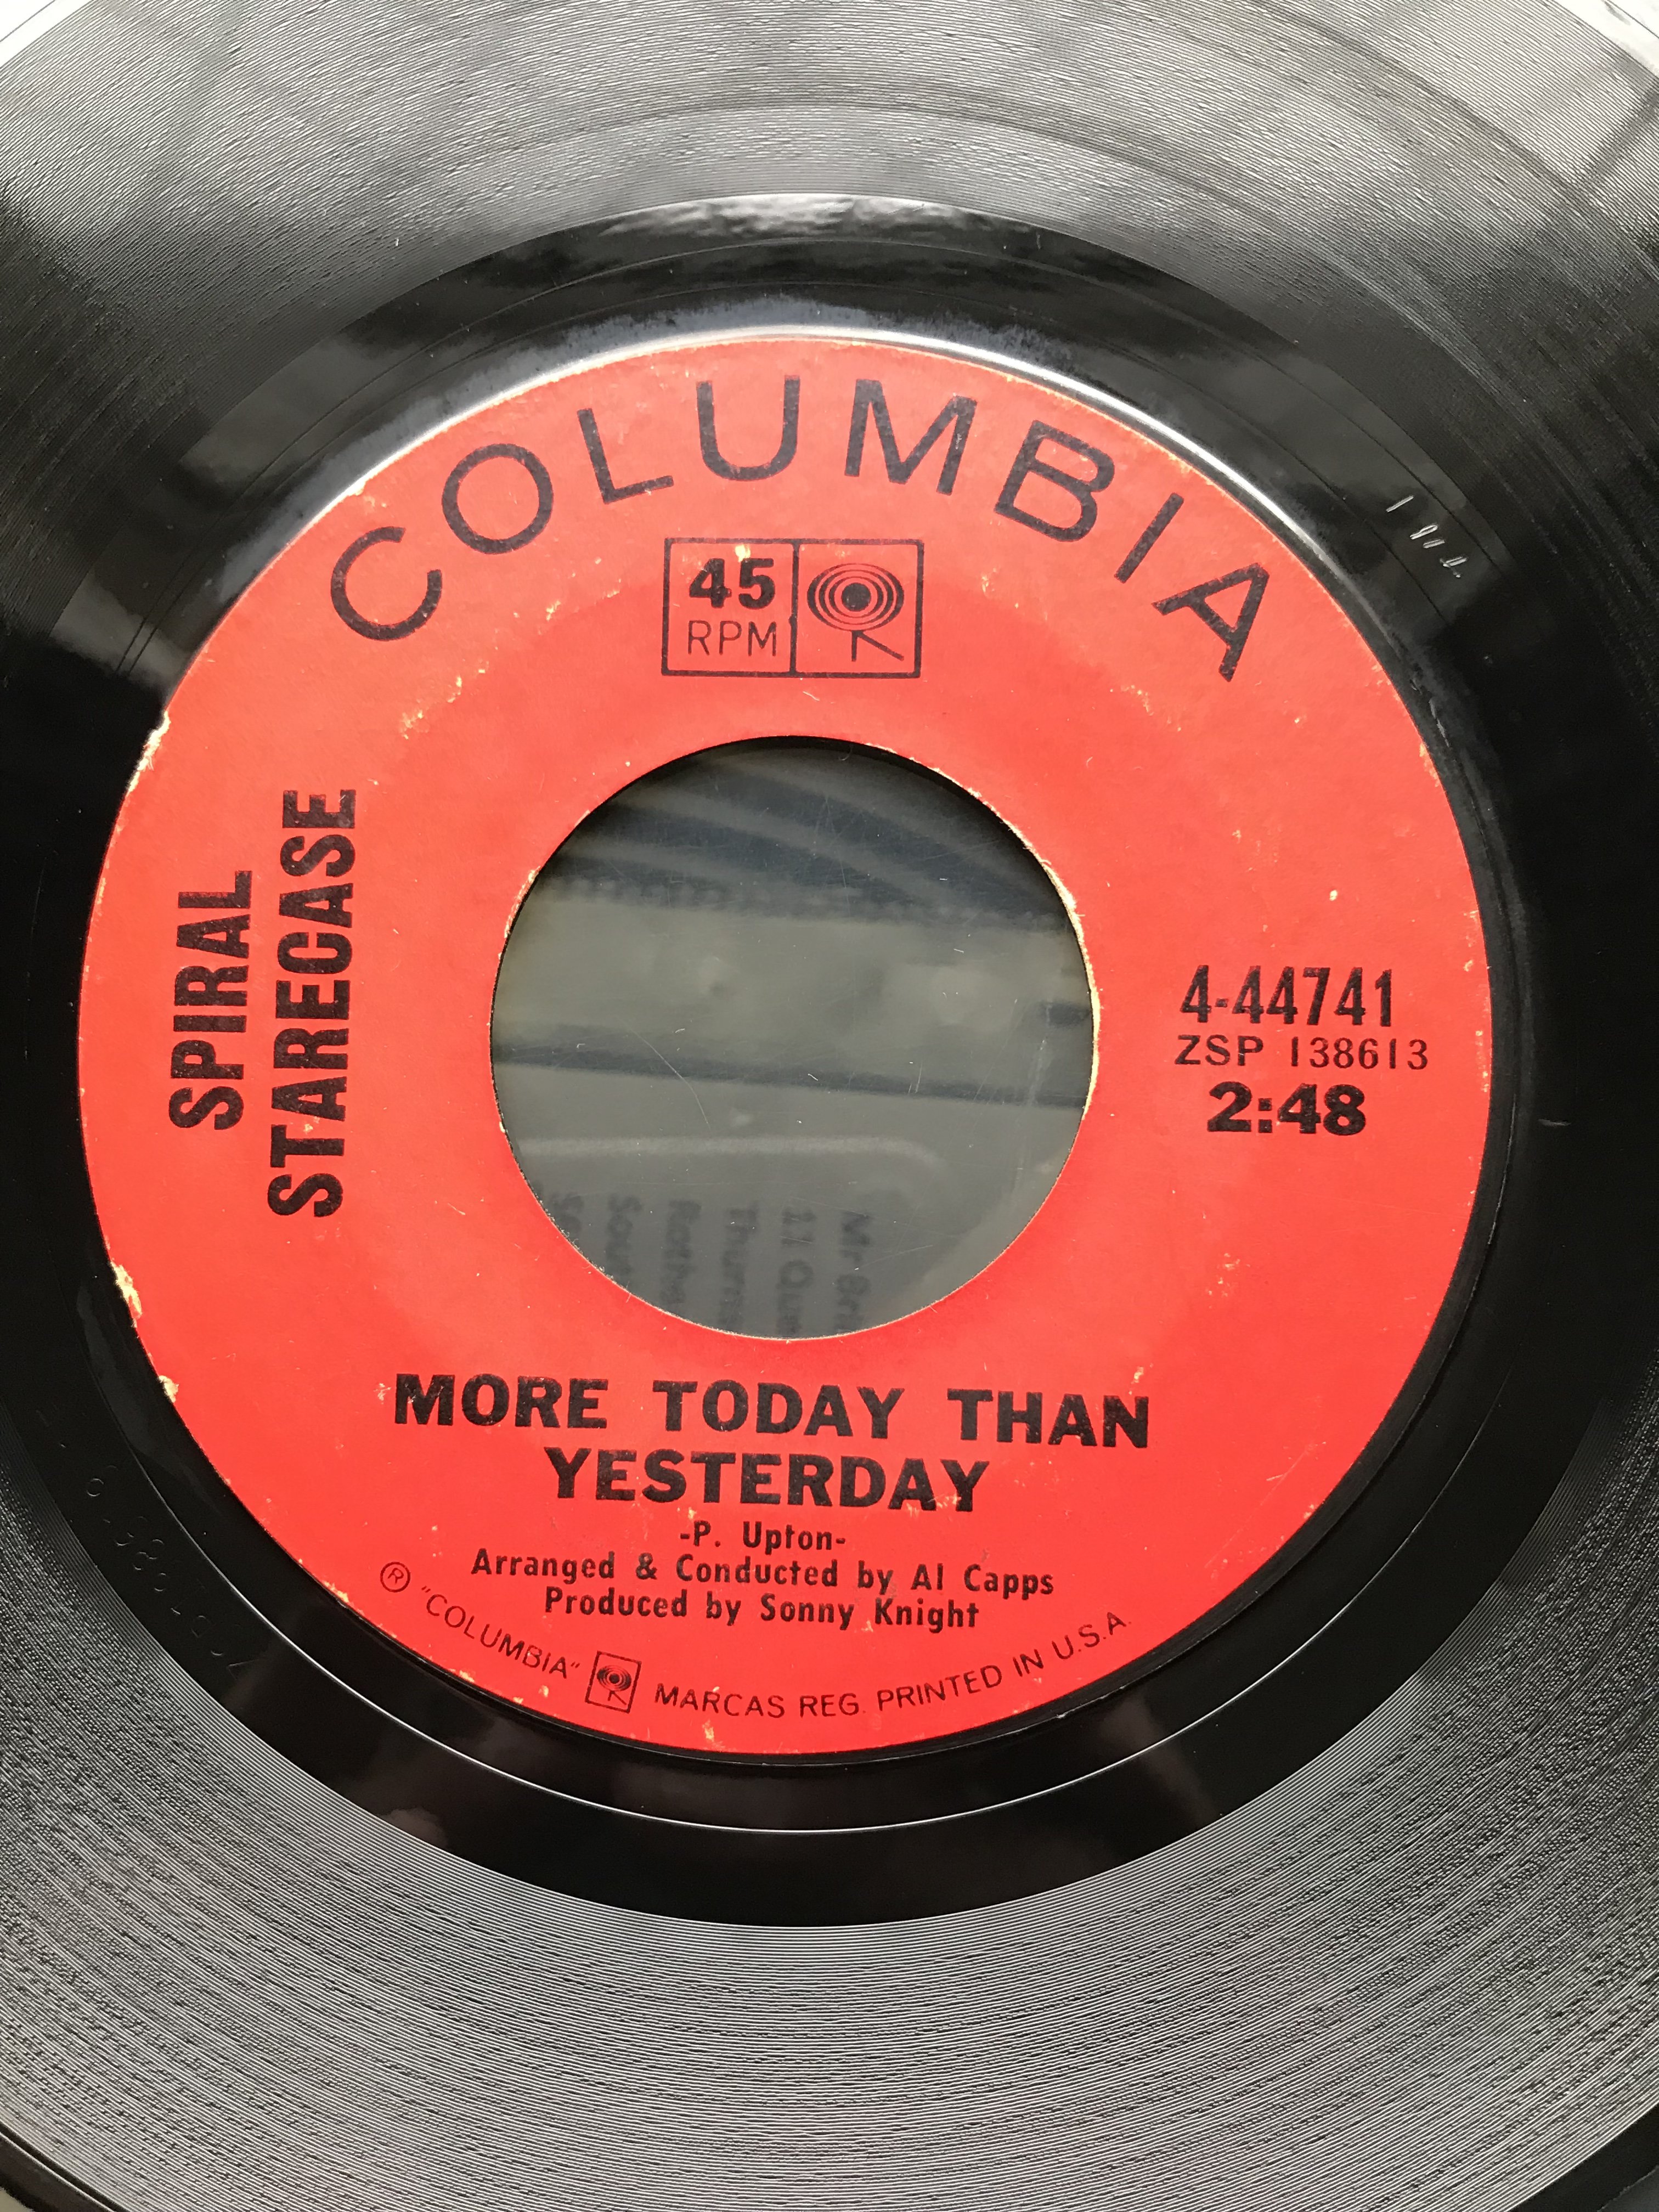 COLUMBIA
45
RPM
SPIRAL
STARECASE
4-44741
ZSP 138613
2:48
MORE TODAY THAN
YESTERDAY
-P. Upton-
Arranged & Conducted by Al Capps
Produced by Sonny Knight
Ⓡ "COLUMBIA" MARCAS REG. PRINTED IN U.S.A.